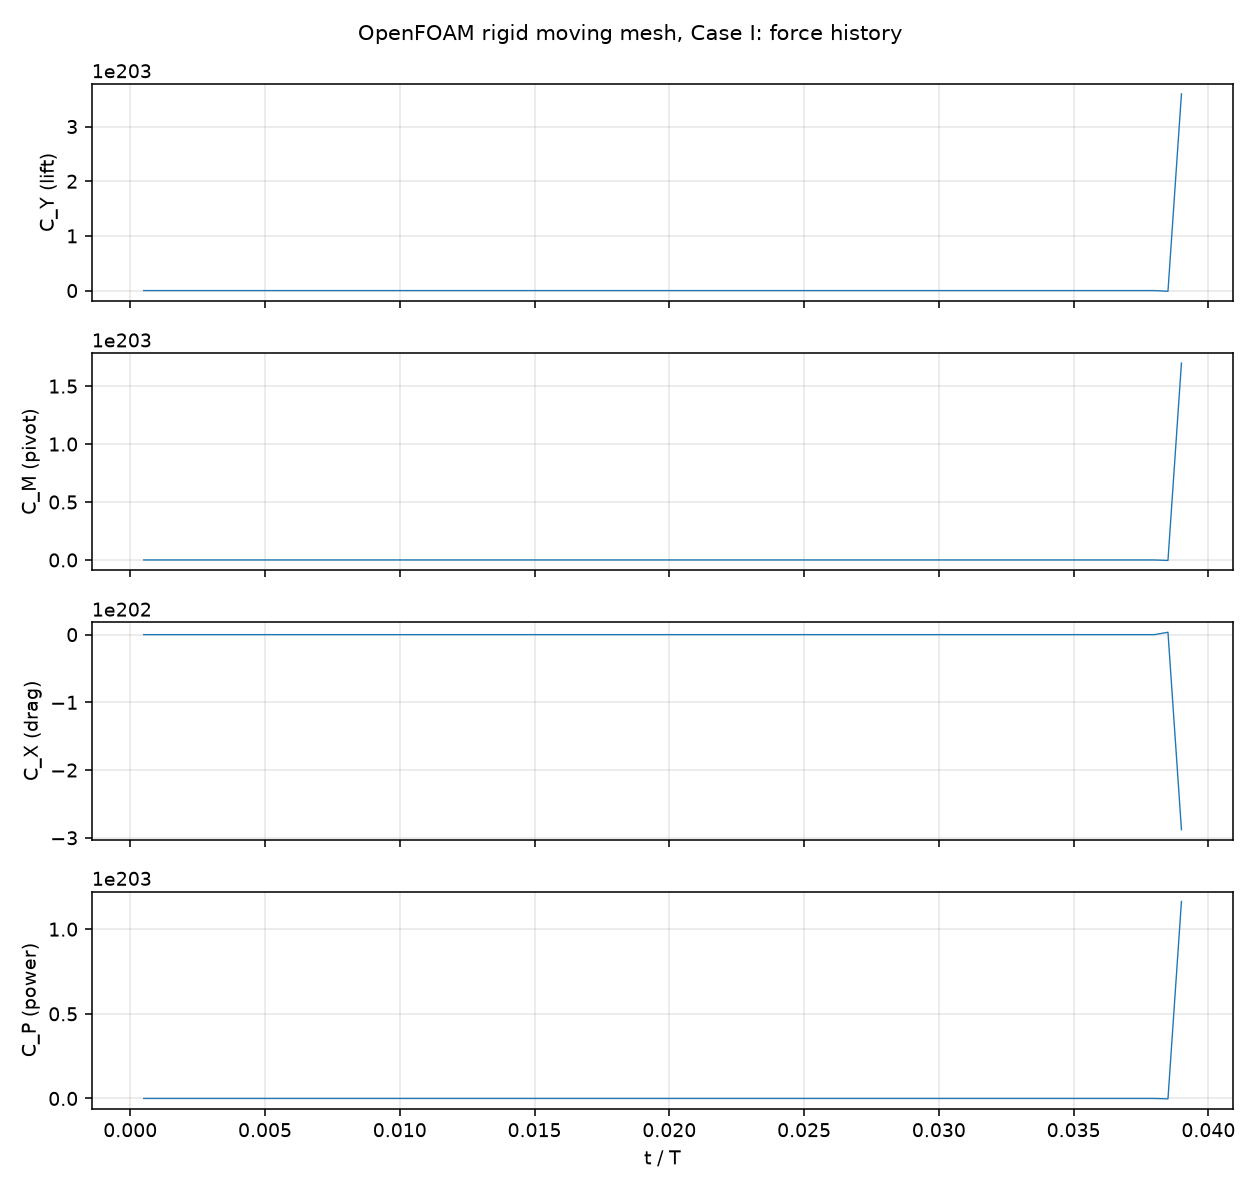 OpenFOAM rigid moving mesh, Case I: force history
1e203
3
2
1
0
C_Y (lift)
1e203
1.5
1.0
0.5
0.0
C_M (pivot)
1e202
0
−1
−2
−3
C_X (drag)
1e203
1.0
0.5
0.0
C_P (power)
0.000 0.005 0.010 0.015 0.020 0.025 0.030 0.035 0.040
t / T